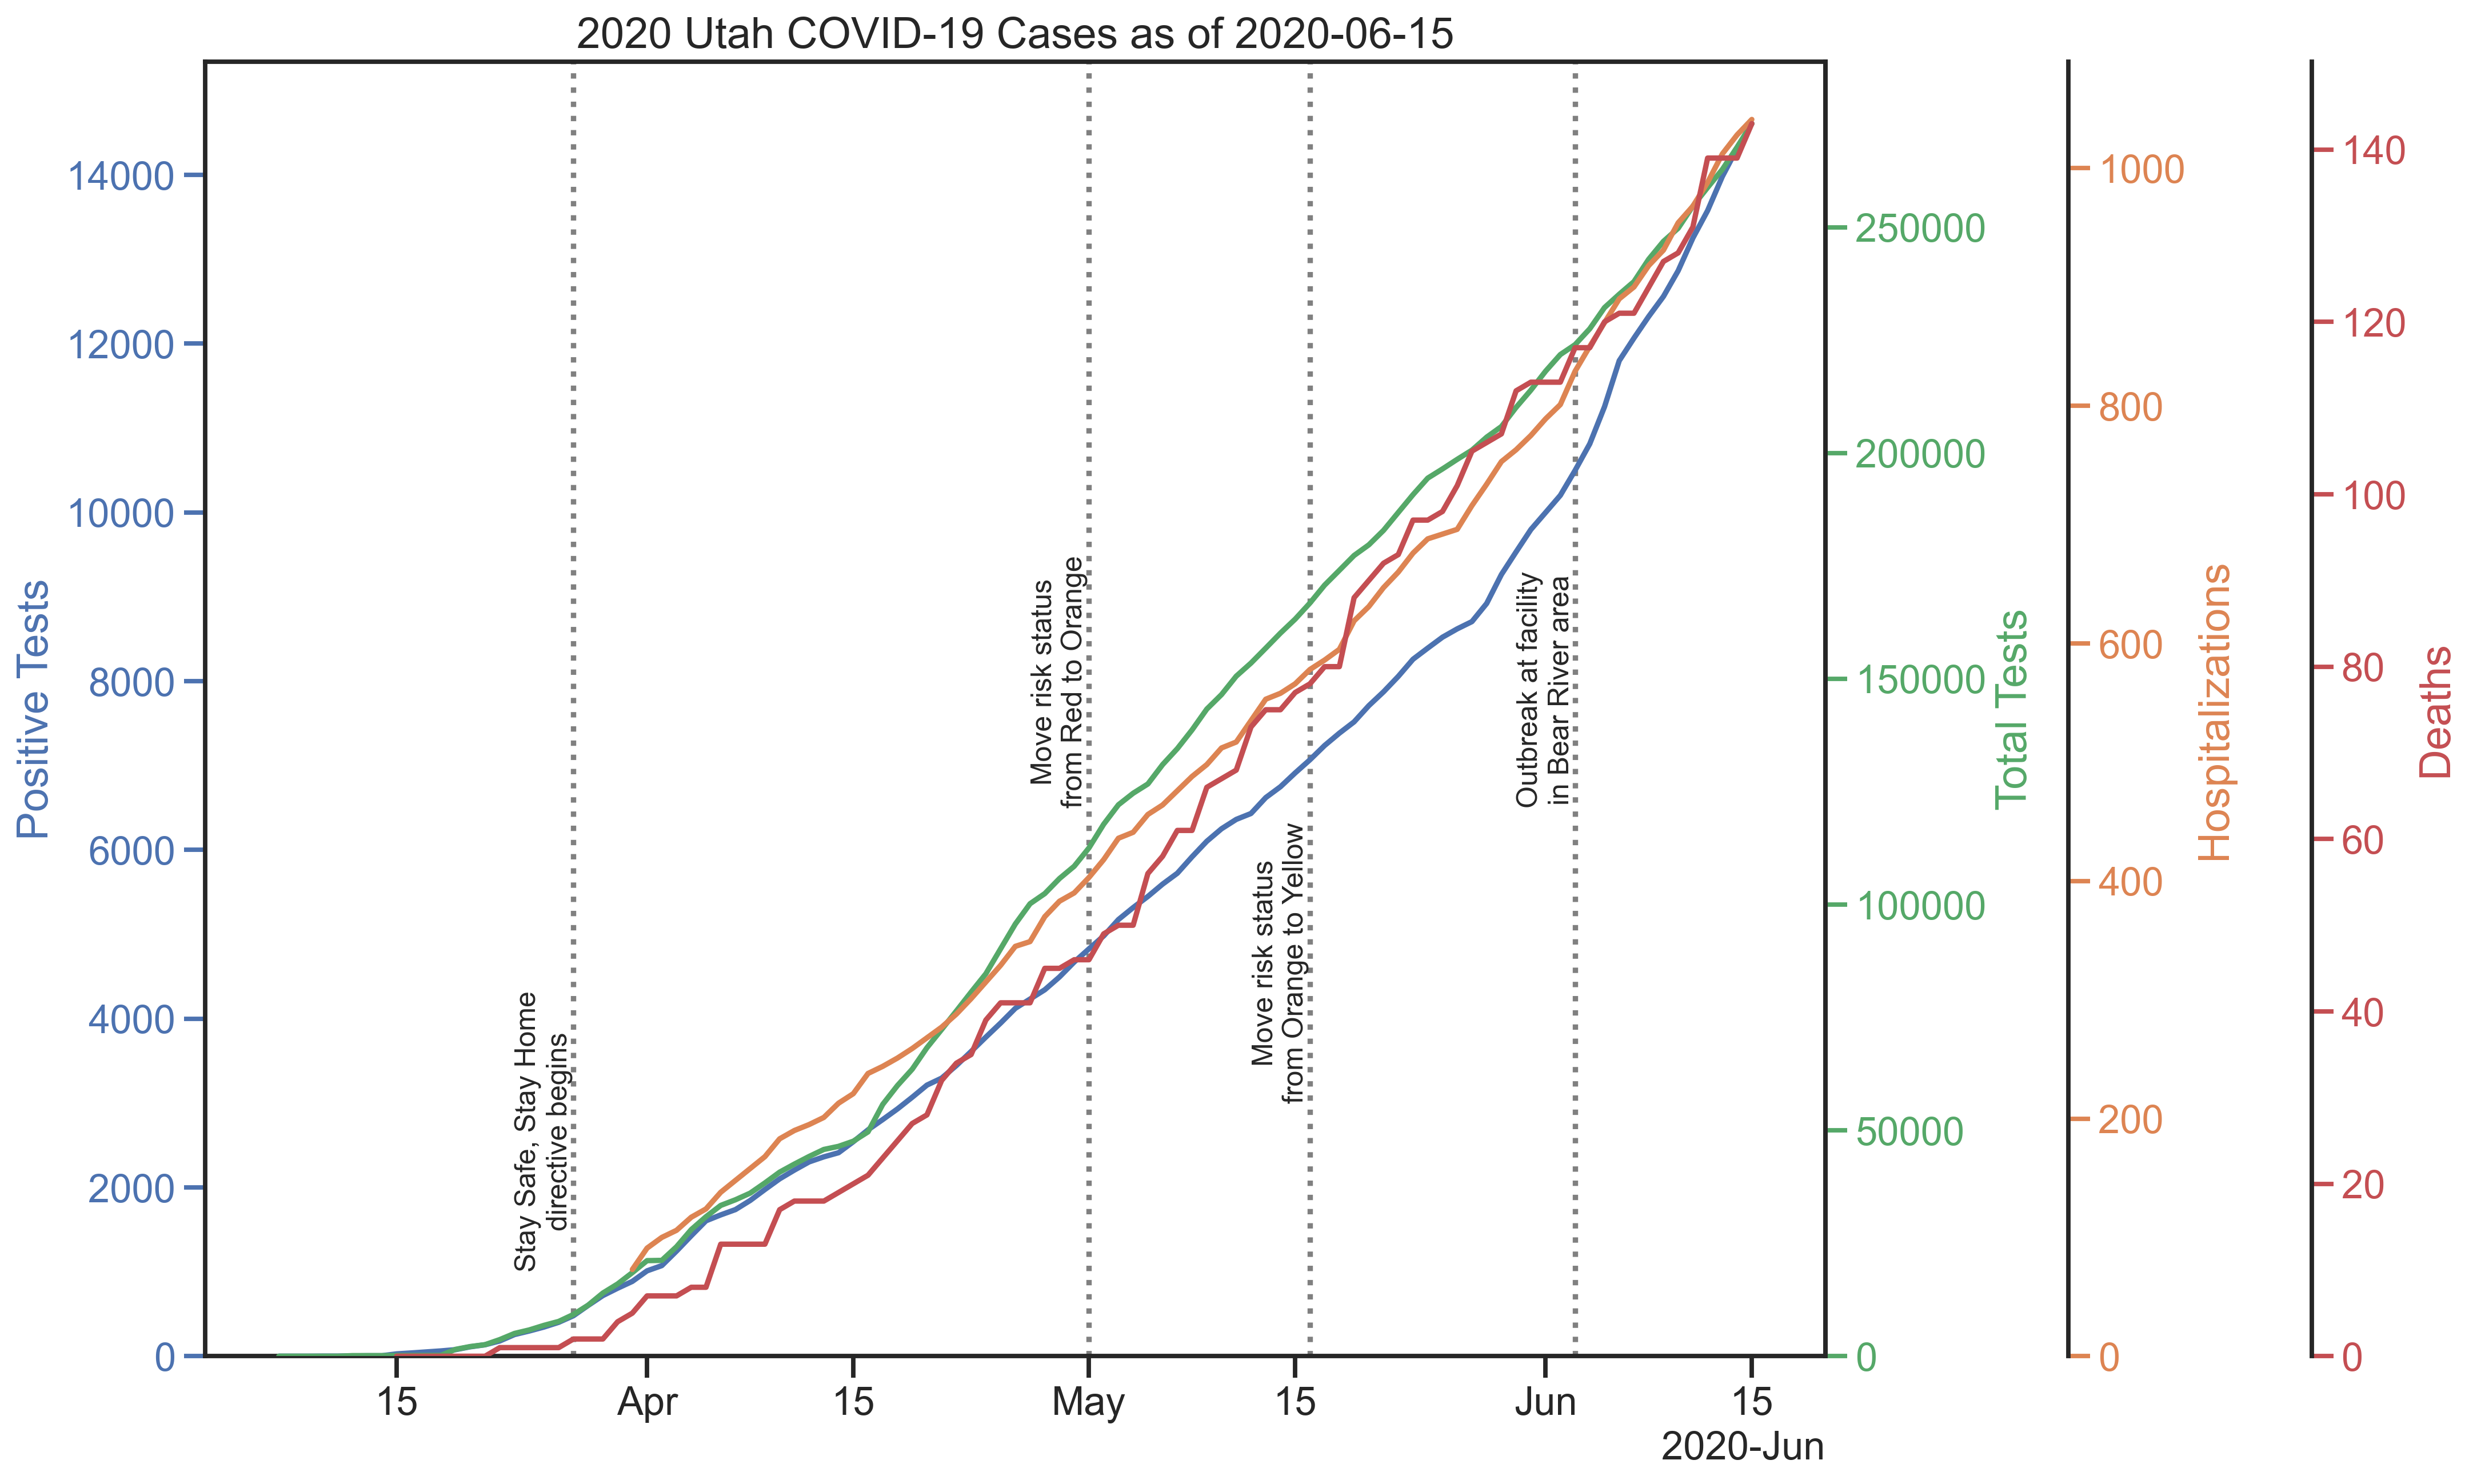 2020 Utah COVID-19 Cases as of 2020-06-15
Positive Tests
14000
12000
10000
8000
6000
4000
2000
0
Stay Safe, Stay Home
directive begins
Move risk status
from Red to Orange
Move risk status
from Orange to Yellow
Outbreak at facility
in Bear River area
15
Apr
15
May
15
Jun
15
2020-Jun
250000
200000
150000
100000
50000
0
Total Tests
1000
800
600
400
200
0
Hospitalizations
140
120
100
80
60
40
20
0
Deaths